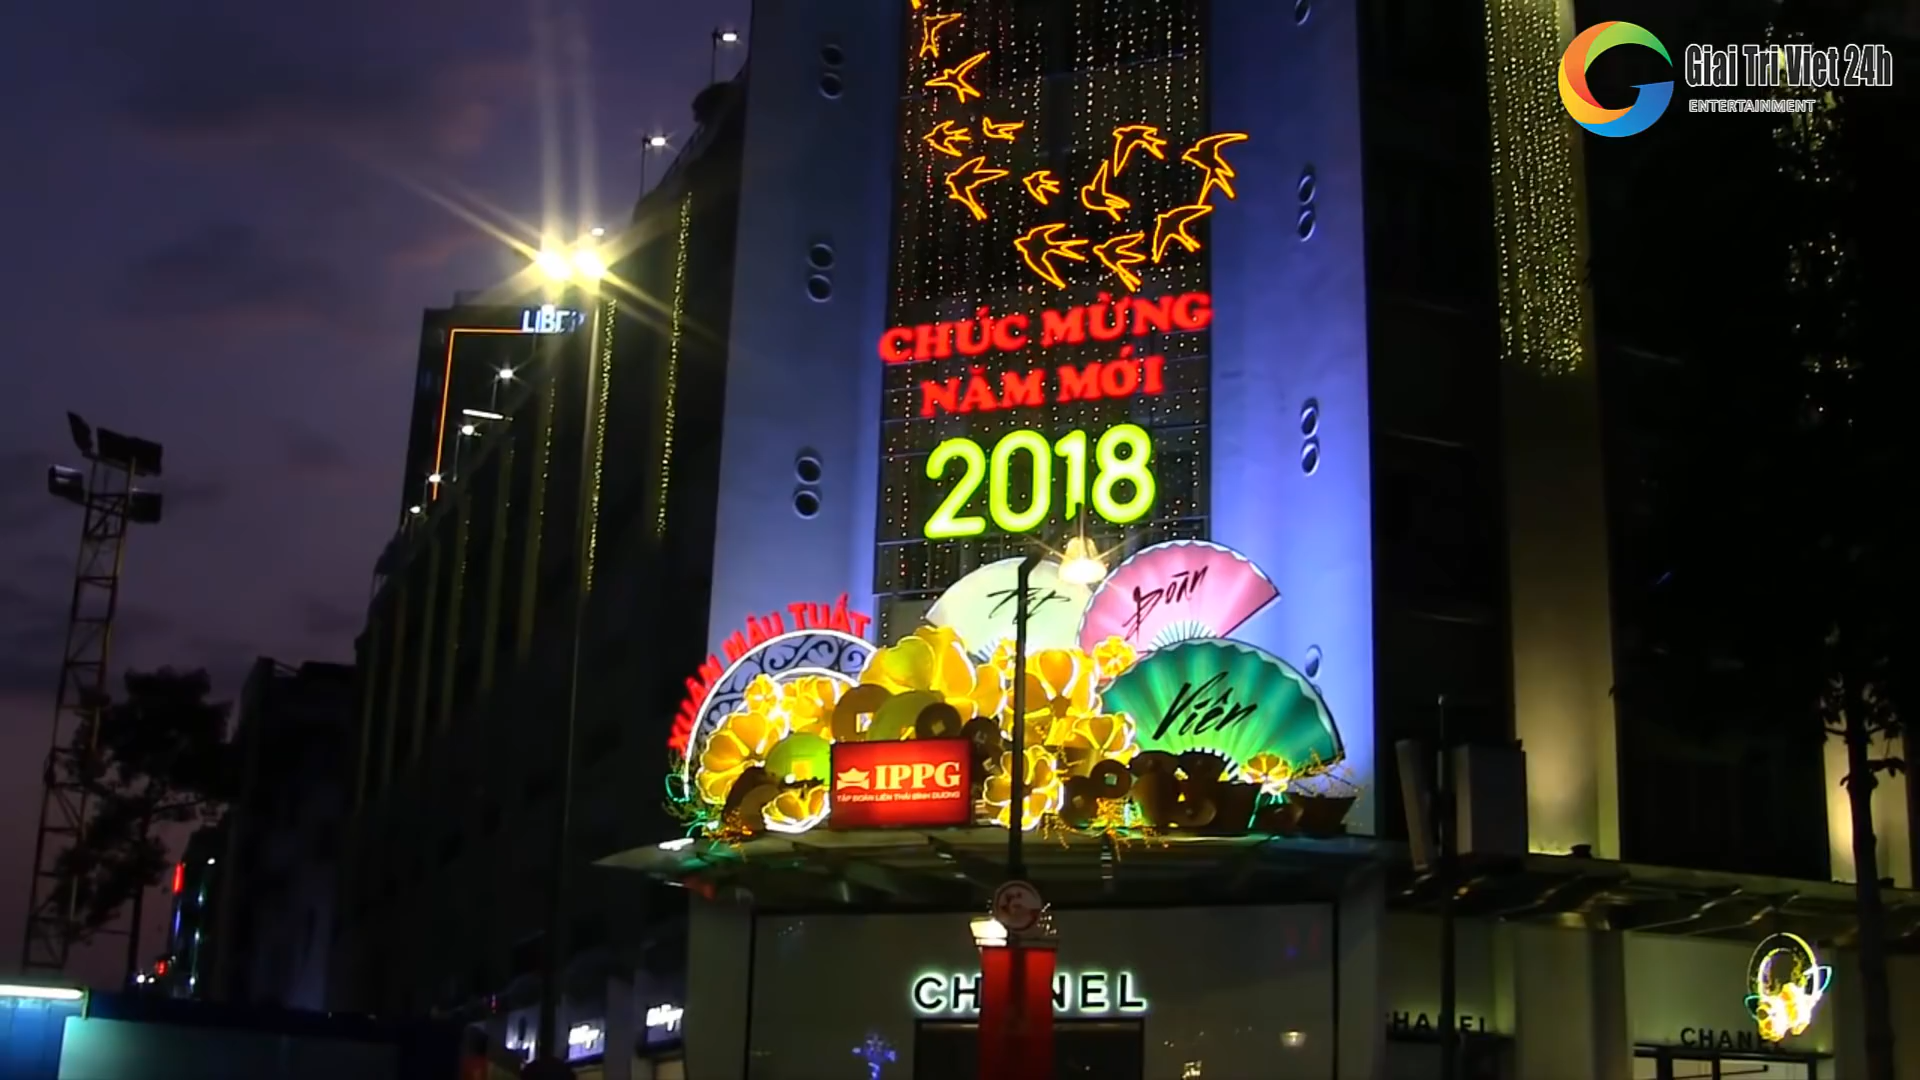 Giai Tri Viet 24h
ENTERTAINMENT
CHÚC MỪNG
NĂM MỚI
2018
XUÂN MẬU TUẤT
Đoàn
Viên
IPPG
TẬP ĐOÀN LIÊN THÁI BÌNH DƯƠNG
CHANEL
CHANEL
CHANEL